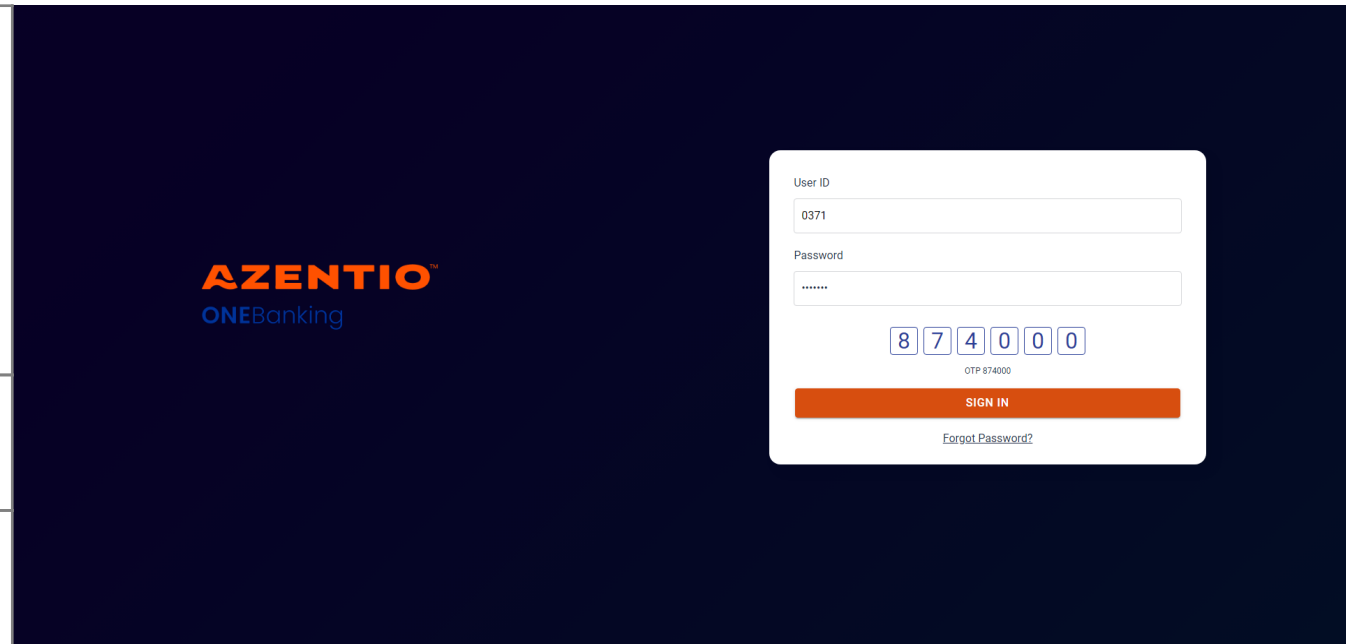 AZENTIO™
ONEBanking
User ID
0371
Password
•••••••
8 7 4 0 0 0
OTP 874000
SIGN IN
Forgot Password?